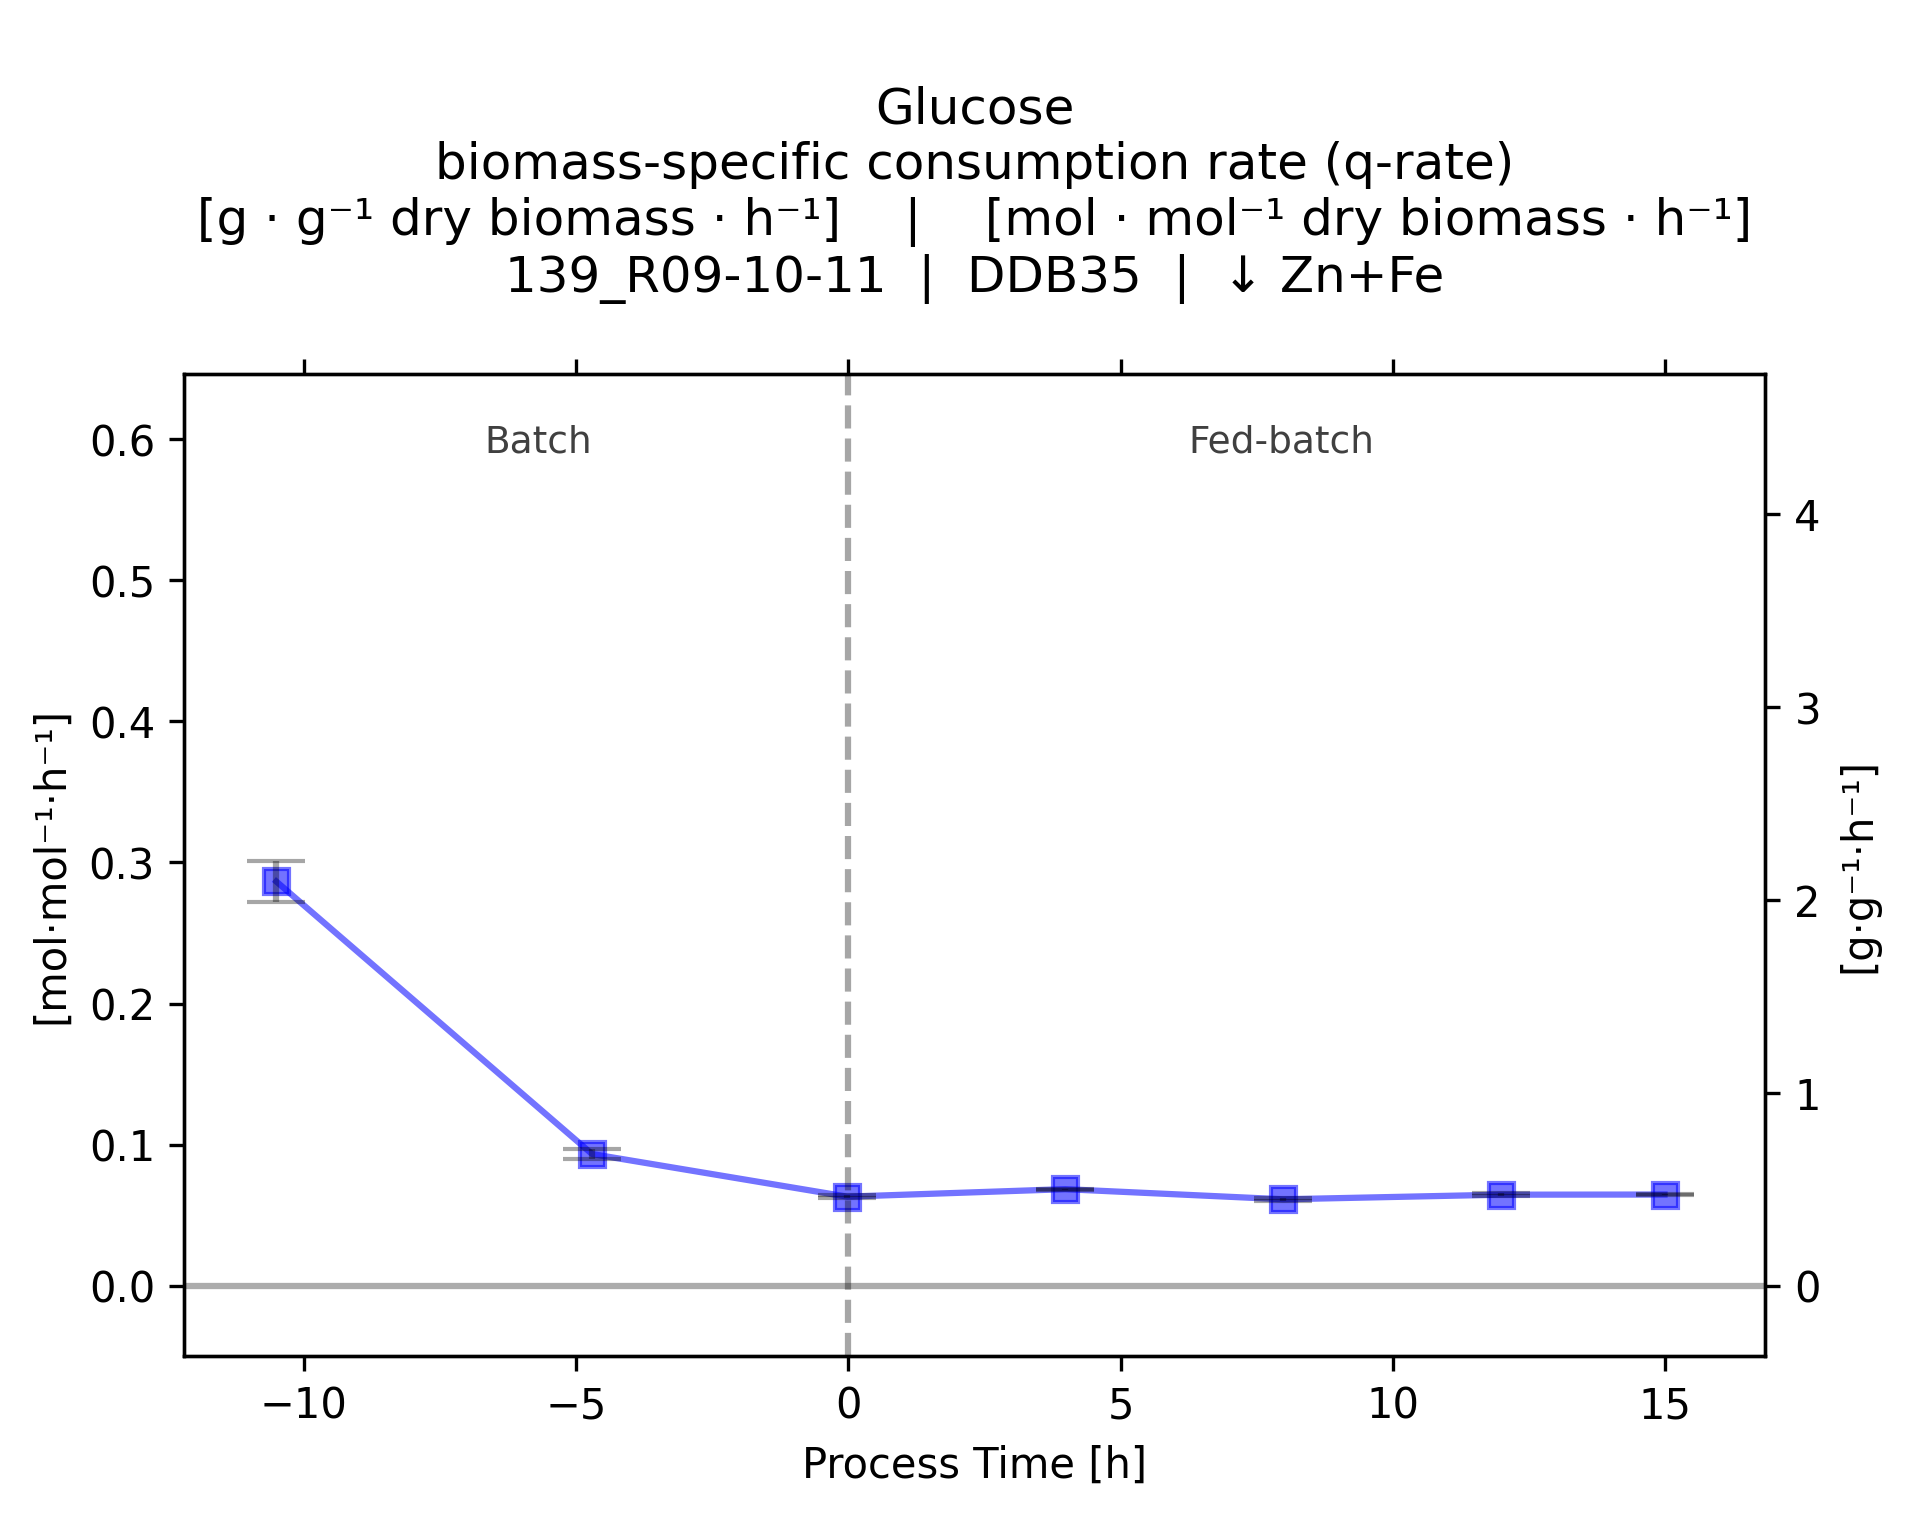 Glucose
biomass-specific consumption rate (q-rate)
[g · g⁻¹ dry biomass · h⁻¹]    |    [mol · mol⁻¹ dry biomass · h⁻¹]
139_R09-10-11  |  DDB35  |  ↓ Zn+Fe
Batch
Fed-batch
0.6
0.5
0.4
0.3
0.2
0.1
0.0
[mol·mol⁻¹·h⁻¹]
4
3
2
1
0
[g·g⁻¹·h⁻¹]
−10
−5
0
5
10
15
Process Time [h]